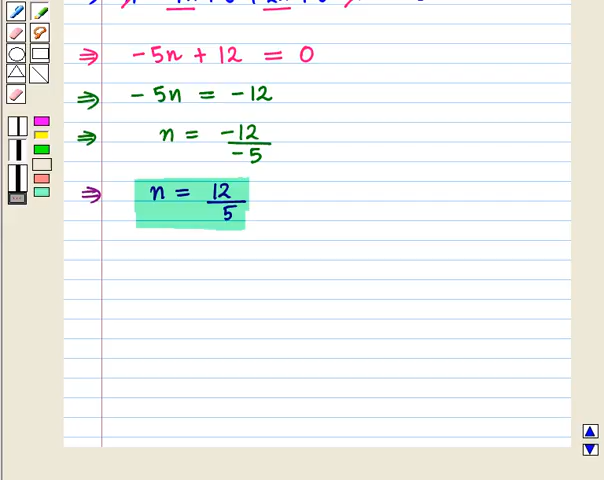 ⇒ -5n + 12 = 0
⇒ -5n = -12
⇒ n = -12/-5
⇒ n = 12/5